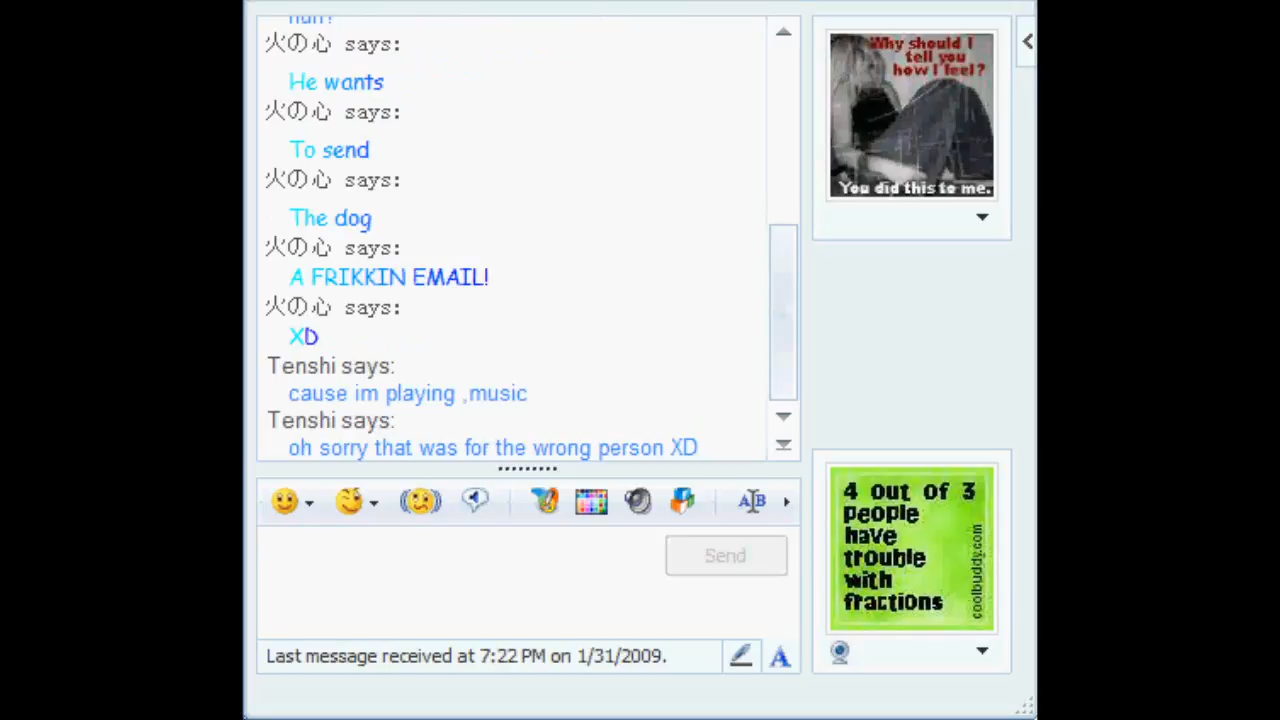 huh?
火の心 says:
He wants
火の心 says:
To send
火の心 says:
The dog
火の心 says:
A FRIKKIN EMAIL!
火の心 says:
XD
Tenshi says:
cause im playing ,music
Tenshi says:
oh sorry that was for the wrong person XD
AB
Send
Last message received at 7:22 PM on 1/31/2009.
A
Why should I
tell you
how I feel?
You did this to me.
4 out of 3
people
have
trouble
with
fractions
coolbuddy.com